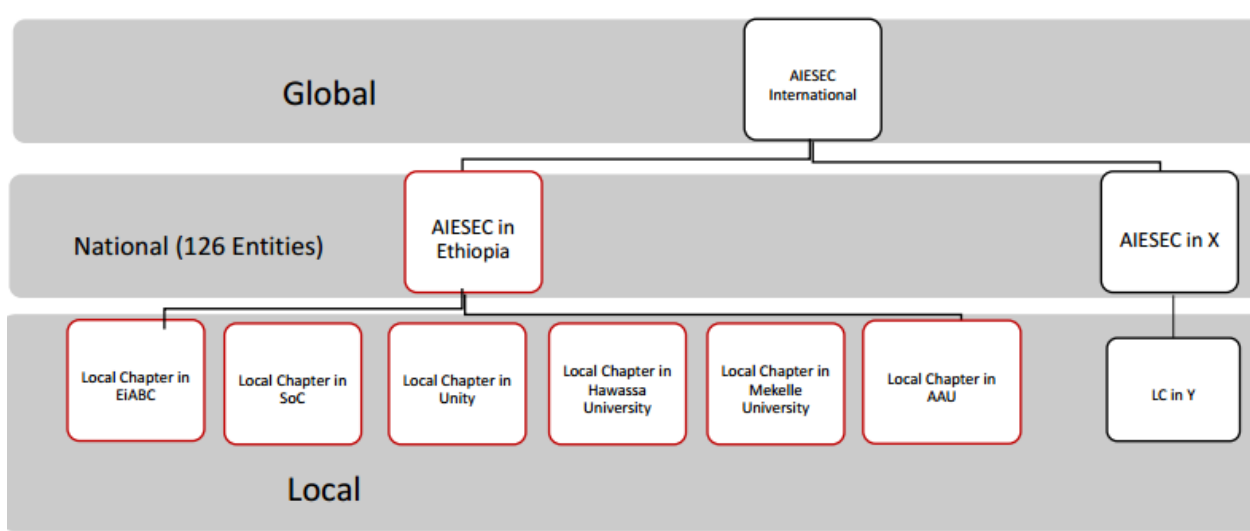 Global
AIESEC
International
National (126 Entities)
AIESEC in
Ethiopia
AIESEC in X
Local Chapter in
EiABC
Local Chapter in
SoC
Local Chapter in
Unity
Local Chapter in
Hawassa
University
Local Chapter in
Mekelle
University
Local Chapter in
AAU
LC in Y
Local